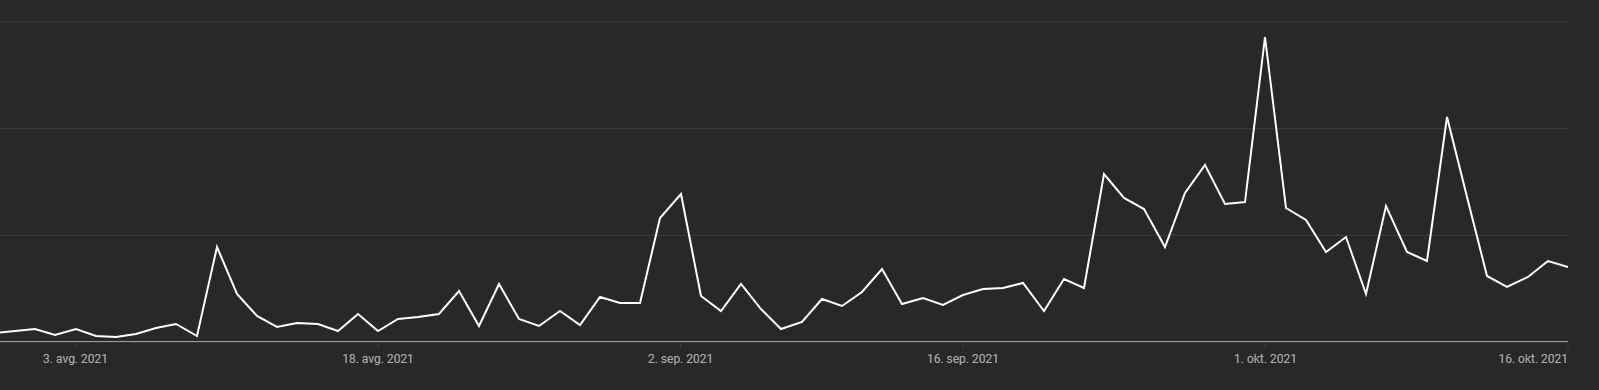 3. avg. 2021
18. avg. 2021
2. sep. 2021
16. sep. 2021
1. okt. 2021
16. okt. 2021